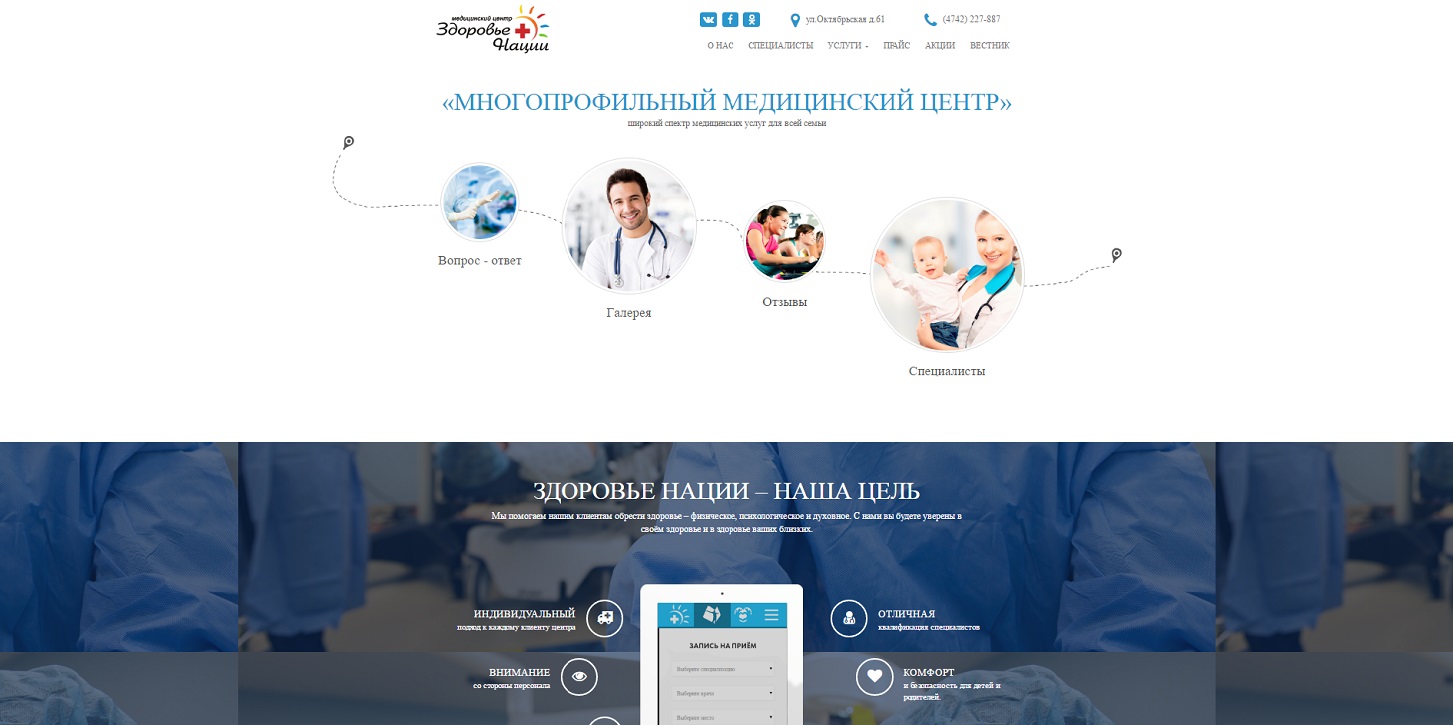 медицинский центр
Здоровье
Нации
ул.Октябрьская д.61
(4742) 227-887
О НАС СПЕЦИАЛИСТЫ УСЛУГИ ПРАЙС АКЦИИ ВЕСТНИК
«МНОГОПРОФИЛЬНЫЙ МЕДИЦИНСКИЙ ЦЕНТР»
широкий спектр медицинских услуг для всей семьи
Вопрос - ответ
Галерея
Отзывы
Специалисты
ЗДОРОВЬЕ НАЦИИ – НАША ЦЕЛЬ
Мы помогаем нашим клиентам обрести здоровье – физическое, психологическое и духовное. С нами вы будете уверены в
своём здоровье и в здоровье ваших близких.
ИНДИВИДУАЛЬНЫЙ
подход к каждому клиенту центра
ВНИМАНИЕ
со стороны персонала
ЗАПИСЬ НА ПРИЁМ
Выберите специализацию
Выберите врача
Выберите место
ОТЛИЧНАЯ
квалификация специалистов
КОМФОРТ
и безопасность для детей и
родителей.